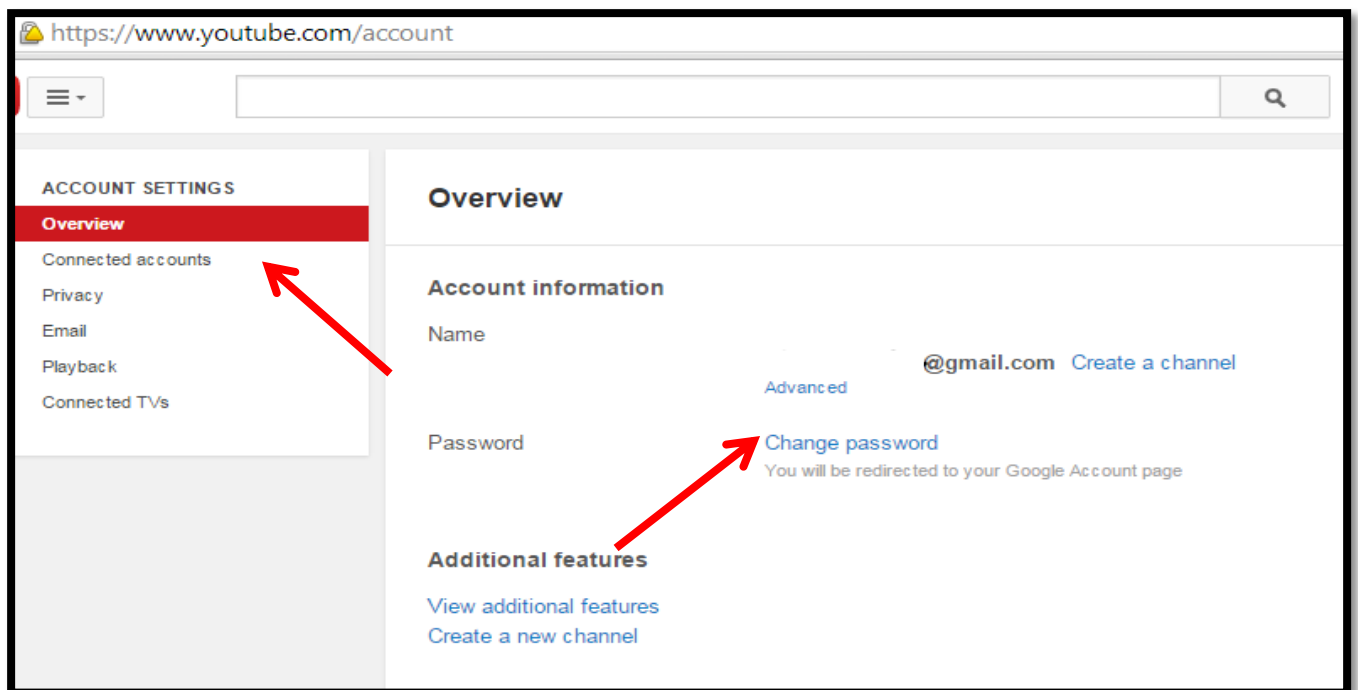 https://www.youtube.com/account
ACCOUNT SETTINGS
Overview
Connected accounts
Privacy
Email
Playback
Connected TVs
Overview
Account information
Name
@gmail.com Create a channel
Advanced
Password
Change password
You will be redirected to your Google Account page
Additional features
View additional features
Create a new channel